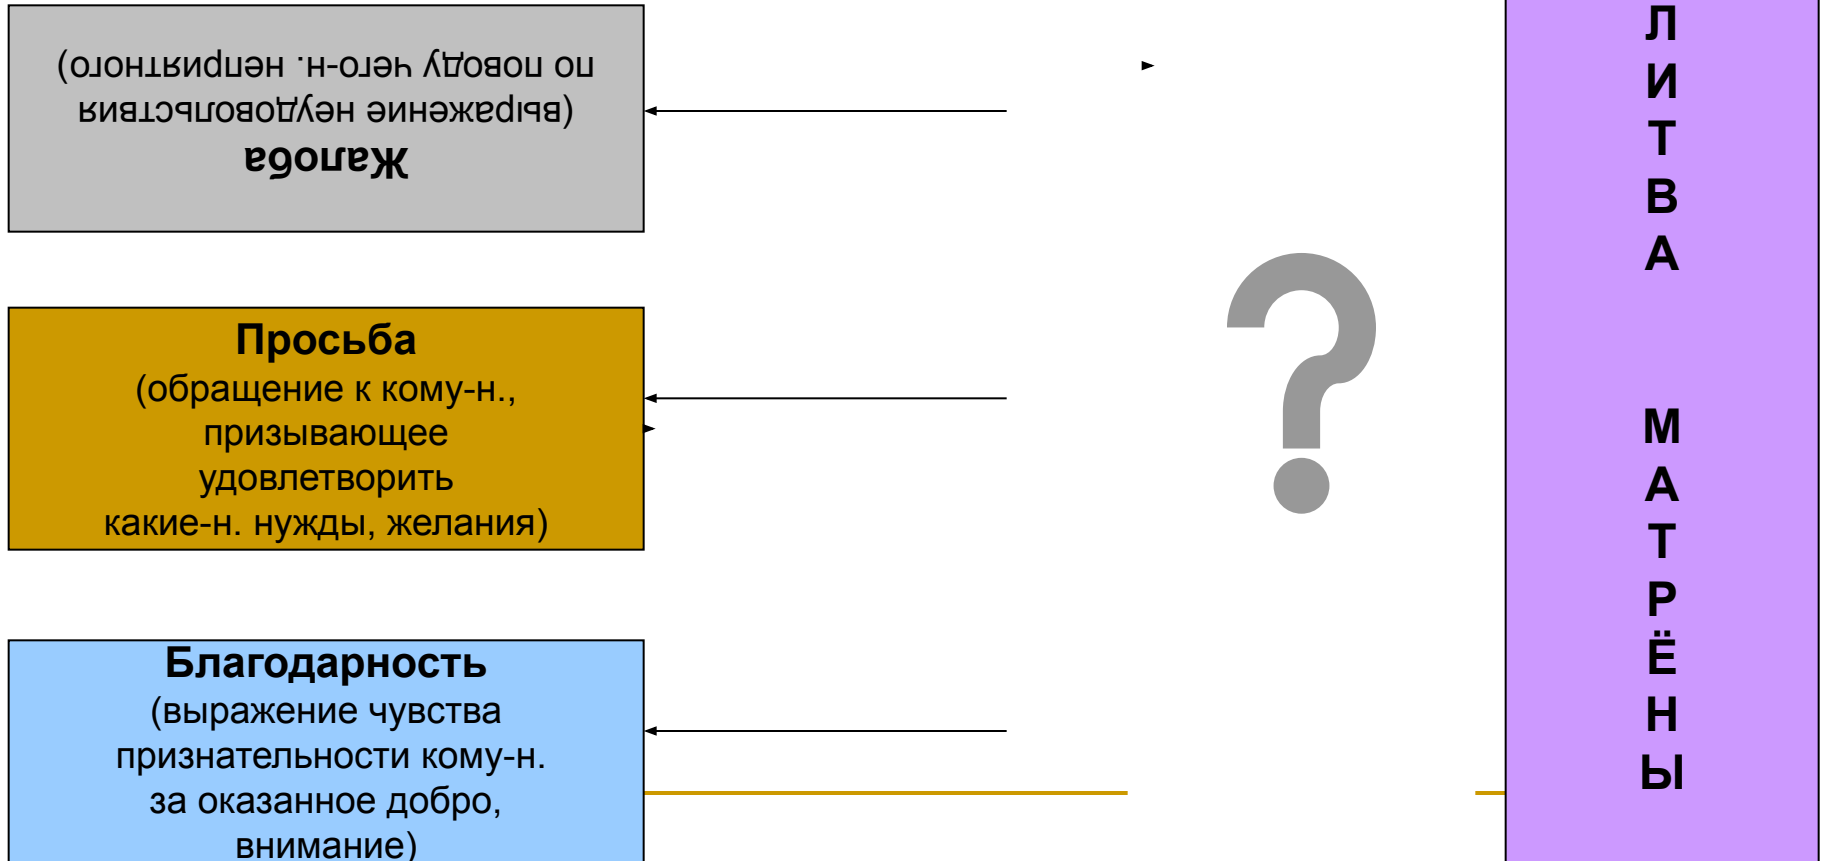 Жалоба
(выражение неудовольствия
по поводу чего-н. неприятного)
Просьба
(обращение к кому-н.,
призывающее
удовлетворить
какие-н. нужды, желания)
Благодарность
(выражение чувства
признательности кому-н.
за оказанное добро,
внимание)
?
Л
И
Т
В
А
М
А
Т
Р
Ё
Н
Ы